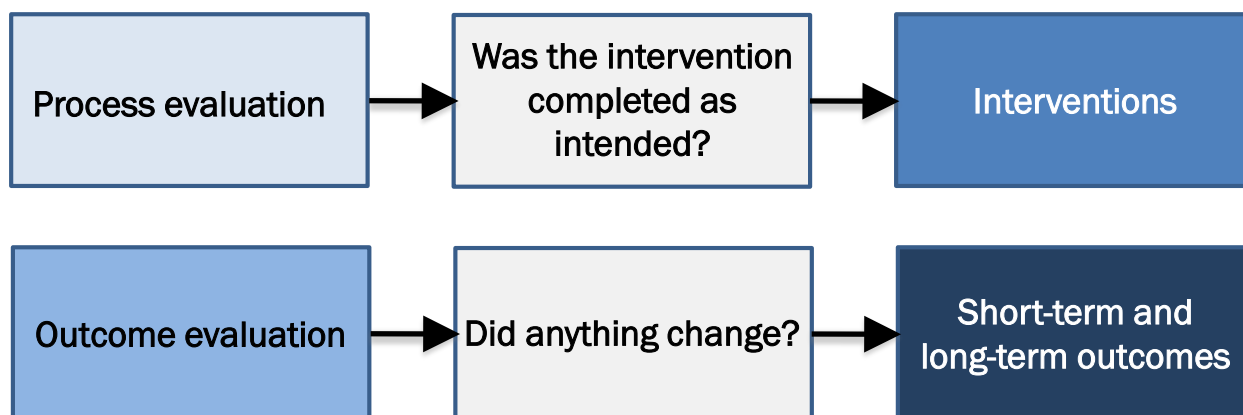 Process evaluation
Was the intervention
completed as
intended?
Interventions
Outcome evaluation
Did anything change?
Short-term and
long-term outcomes